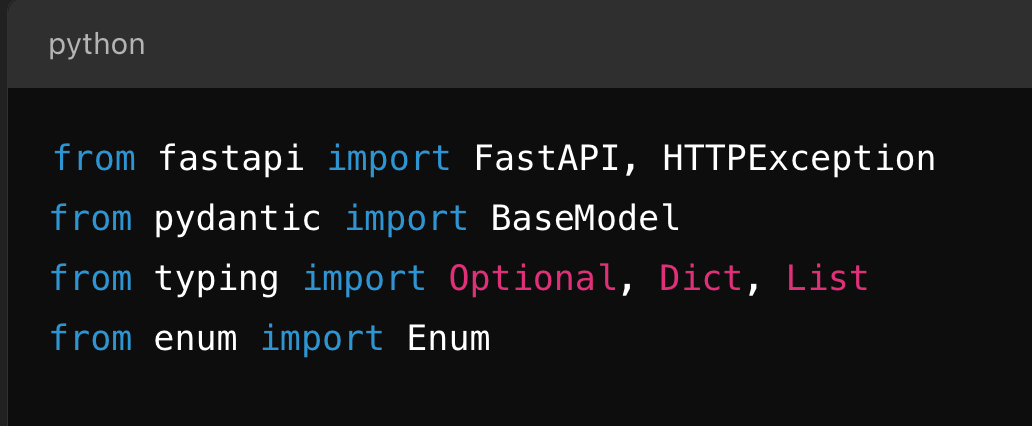 python
from fastapi import FastAPI, HTTPException
from pydantic import BaseModel
from typing import Optional, Dict, List
from enum import Enum